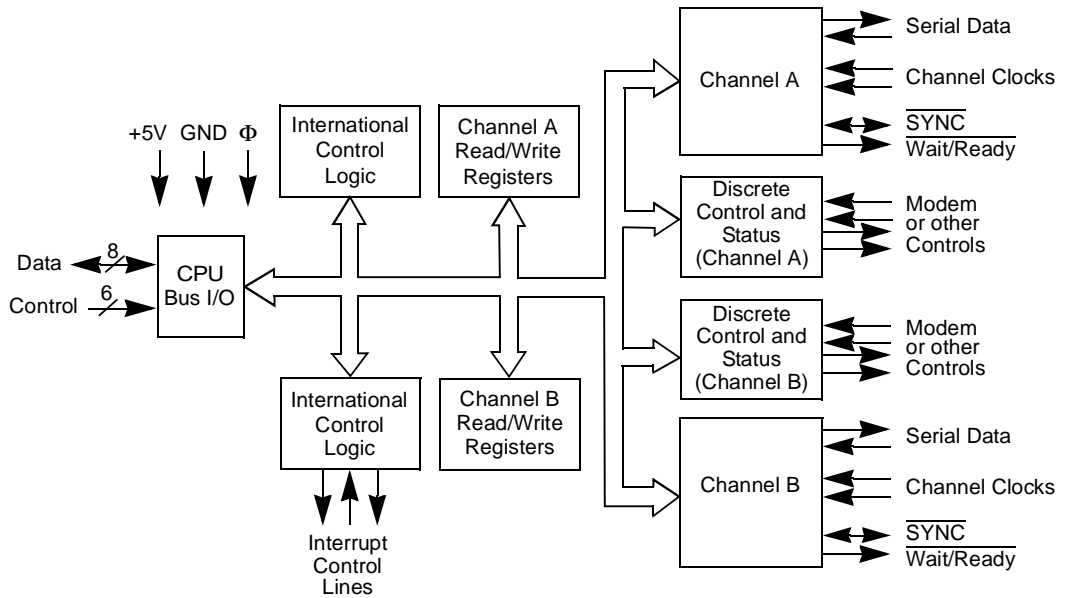 +5V GND Φ
Data
8
Control
6
CPU
Bus I/O
International
Control
Logic
Channel A
Read/Write
Registers
International
Control
Logic
Channel B
Read/Write
Registers
Interrupt
Control
Lines
Channel A
Serial Data
Channel Clocks
SYNC
Wait/Ready
Discrete
Control and
Status
(Channel A)
Modem
or other
Controls
Discrete
Control and
Status
(Channel B)
Modem
or other
Controls
Channel B
Serial Data
Channel Clocks
SYNC
Wait/Ready